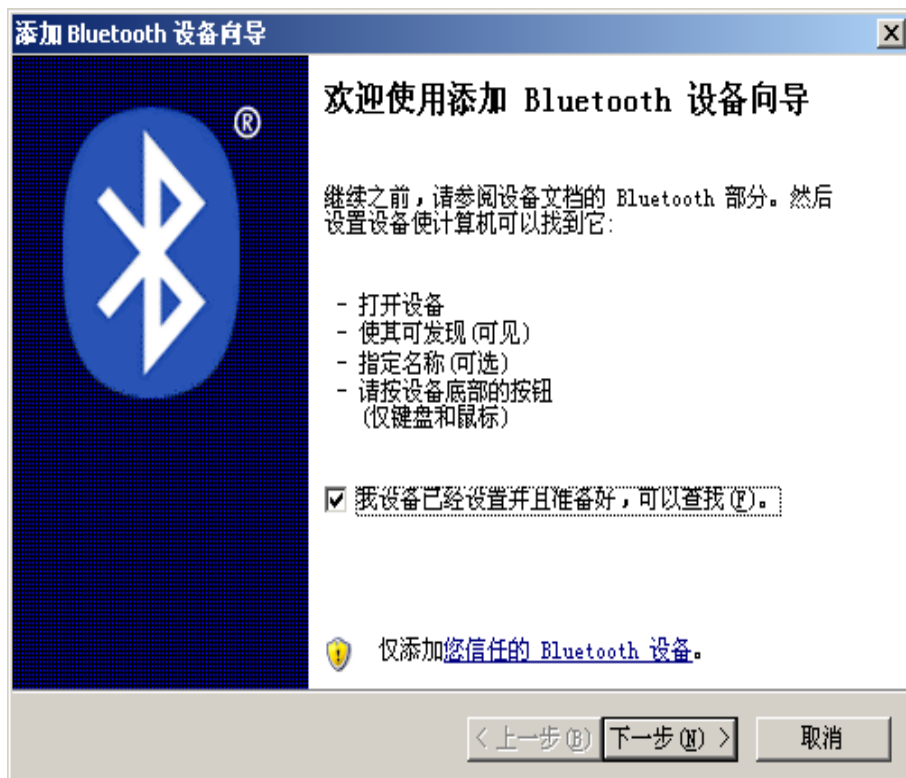 添加 Bluetooth 设备向导
®
欢迎使用添加 Bluetooth 设备向导
继续之前，请参阅设备文档的 Bluetooth 部分。然后
设置设备使计算机可以找到它:
- 打开设备
- 使其可发现(可见)
- 指定名称(可选)
- 请按设备底部的按钮
(仅键盘和鼠标)
我设备已经设置并且准备好，可以查找(F)。
仅添加您信任的 Bluetooth 设备。
< 上一步(B) 下一步(N) > 取消